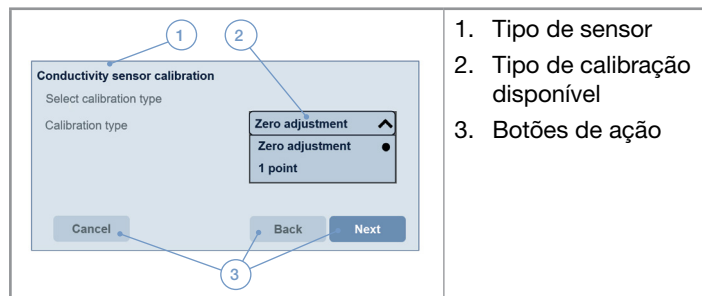 1
2
Conductivity sensor calibration
Select calibration type
Calibration type
Zero adjustment
Zero adjustment
1 point
Cancel
Back
Next
3
1. Tipo de sensor
2. Tipo de calibração
disponível
3. Botões de ação